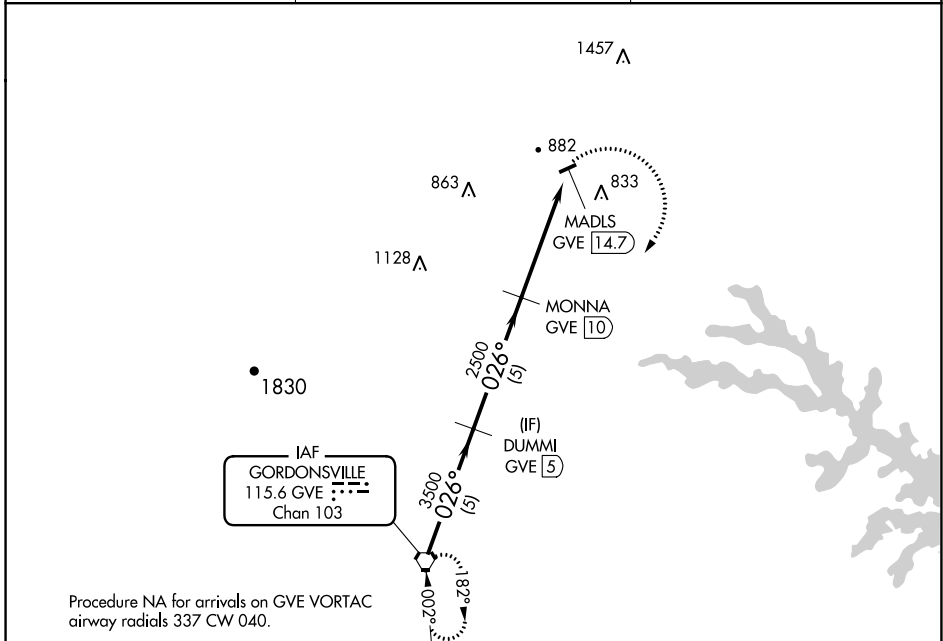 1457
882
863
833
MADLS
GVE 14.7
1128
MONNA
GVE 10
2500
026°
(5)
1830
(IF)
DUMMI
GVE 5
IAF
GORDONSVILLE
115.6 GVE
Chan 103
3500
026°
(5)
182°
002°
Procedure NA for arrivals on GVE VORTAC
airway radials 337 CW 040.